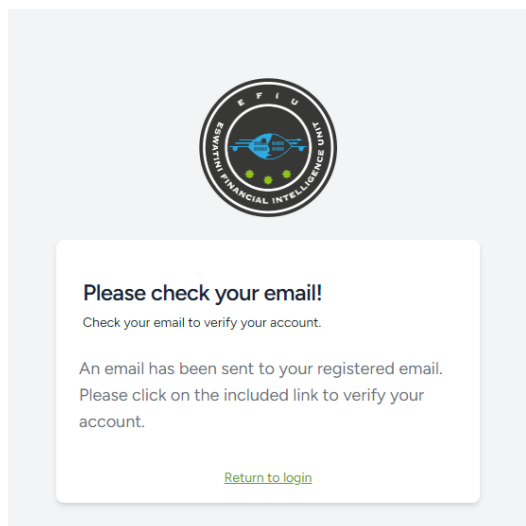 EFIU
ESWATINI FINANCIAL INTELLIGENCE UNIT
Please check your email!
Check your email to verify your account.
An email has been sent to your registered email.
Please click on the included link to verify your
account.
Return to login